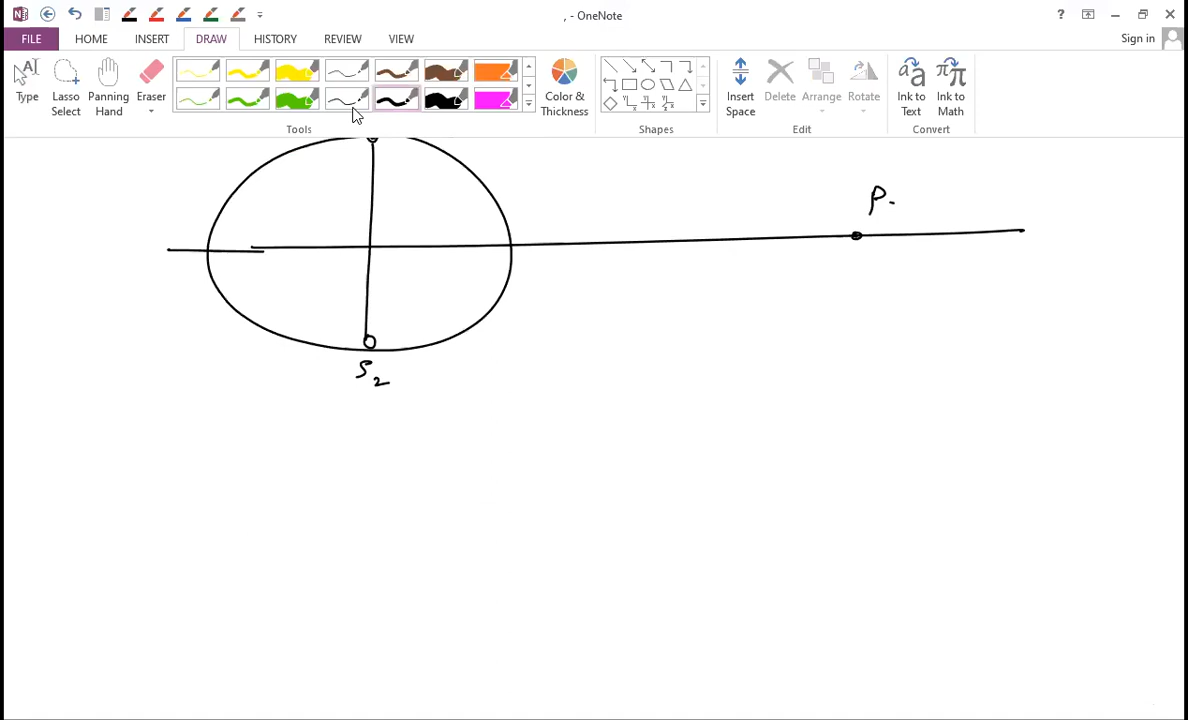 , - OneNote
?
FILE HOME INSERT DRAW HISTORY REVIEW VIEW Sign in
Type Lasso Select Panning Hand Eraser Color & Thickness Insert Space Delete Arrange Rotate Ink to Text Ink to Math
Tools Shapes Edit Convert
P.
S2